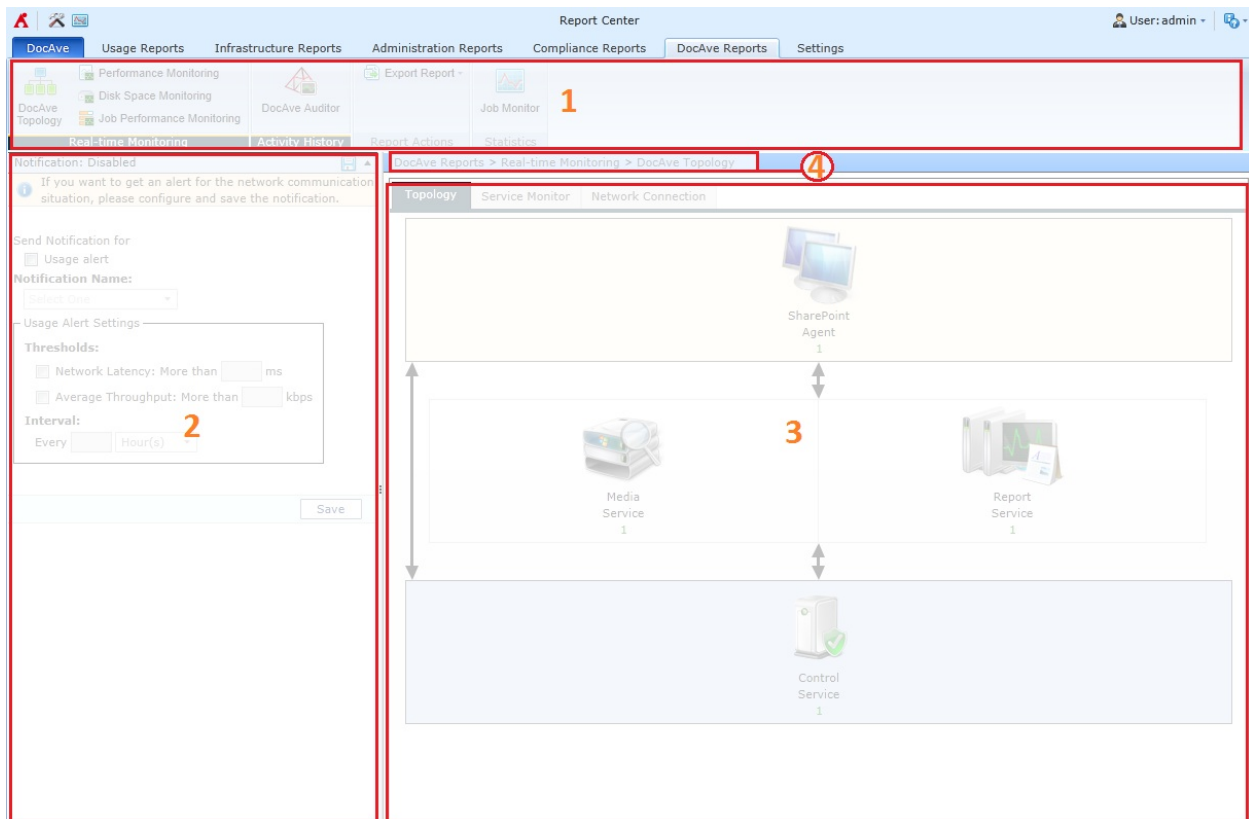 Report Center
User: admin
DocAve Usage Reports Infrastructure Reports Administration Reports Compliance Reports DocAve Reports Settings
DocAve Topology
Performance Monitoring
Disk Space Monitoring
Job Performance Monitoring
Real-time Monitoring
DocAve Auditor
Activity History
Export Report
Report Actions
Job Monitor
Statistics
1
Notification: Disabled
If you want to get an alert for the network communication
situation, please configure and save the notification.
Send Notification for
Usage alert
Notification Name:
Select One
Usage Alert Settings
Thresholds:
Network Latency: More than ms
Average Throughput: More than kbps
Interval:
Every Hour(s)
2
Save
DocAve Reports > Real-time Monitoring > DocAve Topology
4
Topology Service Monitor Network Connection
SharePoint
Agent
1
3
Media
Service
1
Report
Service
1
Control
Service
1